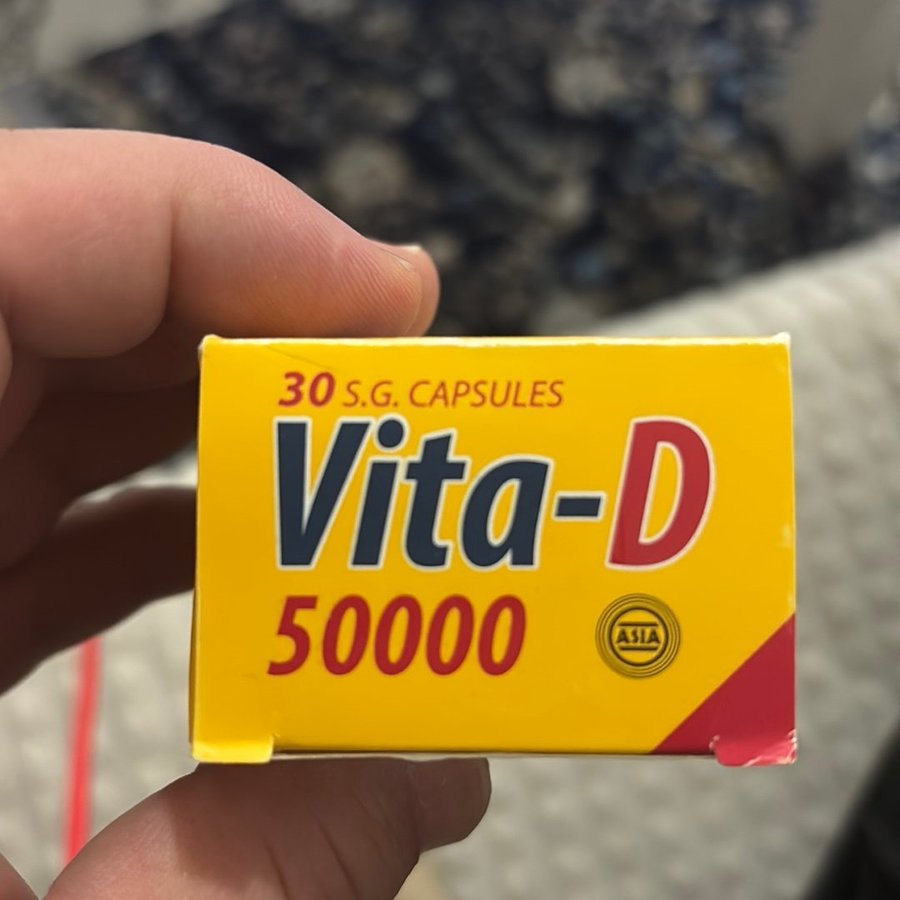 30 S.G. CAPSULES
Vita-D
50000
ASIA